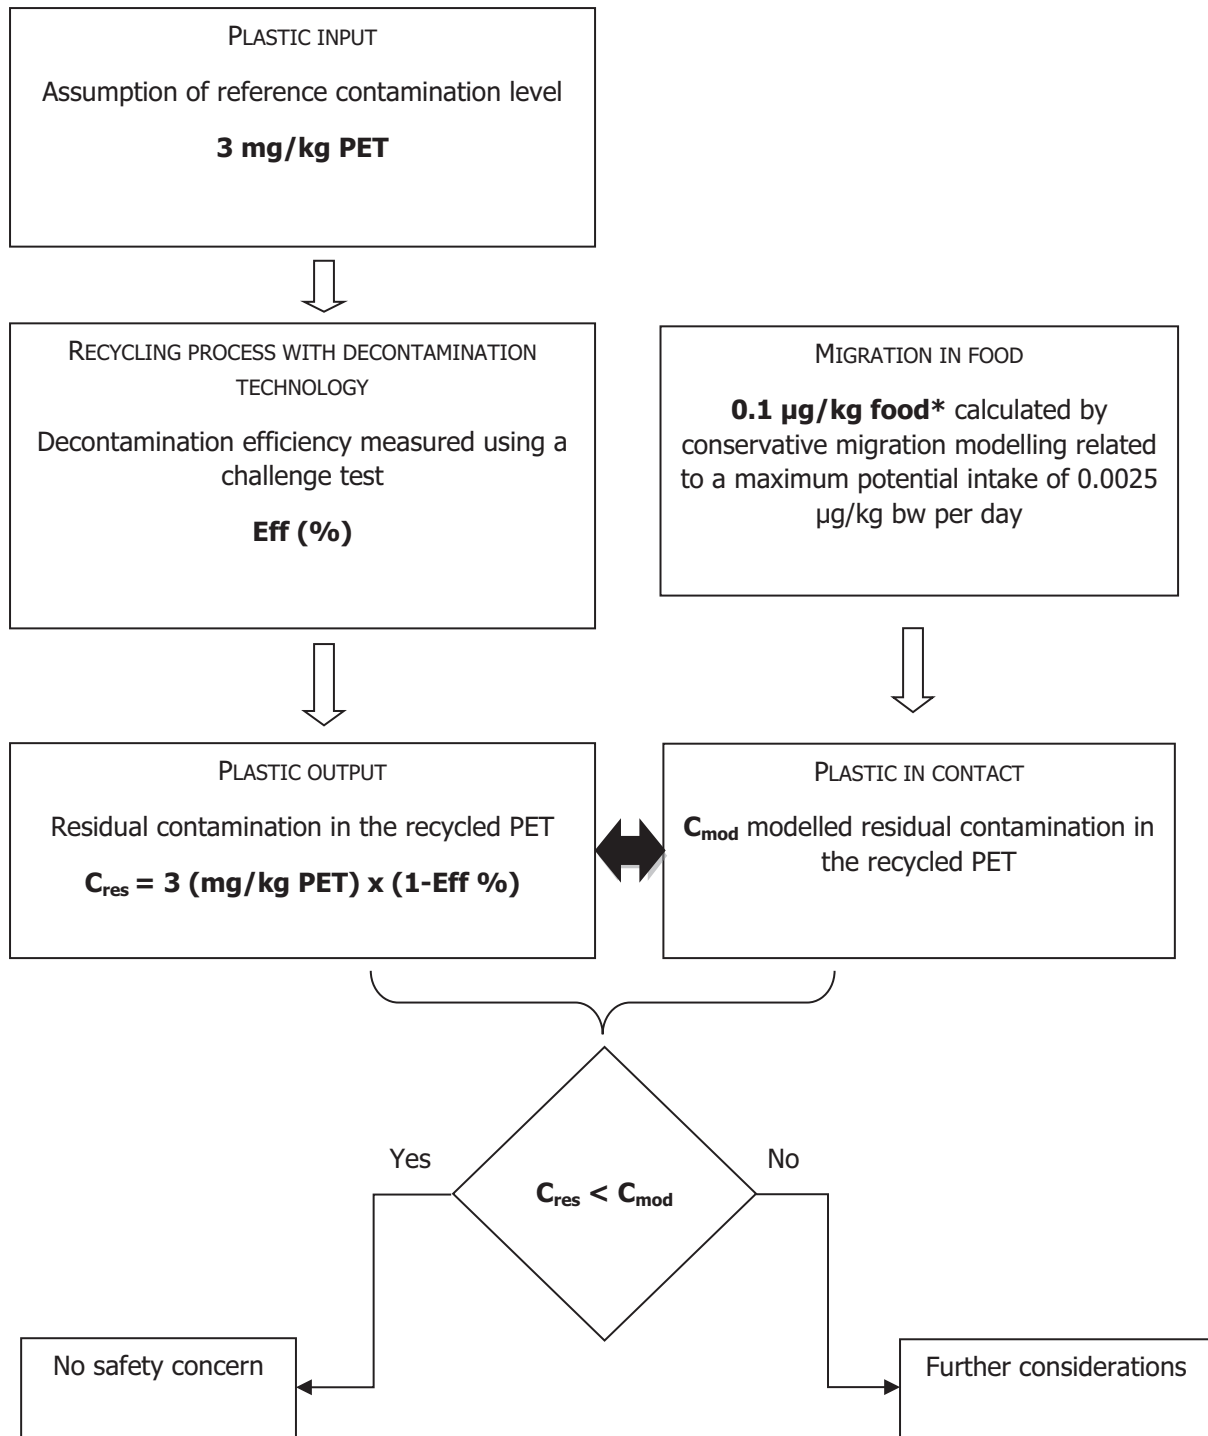 PLASTIC INPUT
Assumption of reference contamination level
3 mg/kg PET
RECYCLING PROCESS WITH DECONTAMINATION
TECHNOLOGY
Decontamination efficiency measured using a
challenge test
Eff (%)
MIGRATION IN FOOD
0.1 µg/kg food* calculated by
conservative migration modelling related
to a maximum potential intake of 0.0025
µg/kg bw per day
PLASTIC OUTPUT
Residual contamination in the recycled PET
Cres = 3 (mg/kg PET) x (1-Eff %)
PLASTIC IN CONTACT
Cmod modelled residual contamination in
the recycled PET
Yes
No
Cres < Cmod
No safety concern
Further considerations